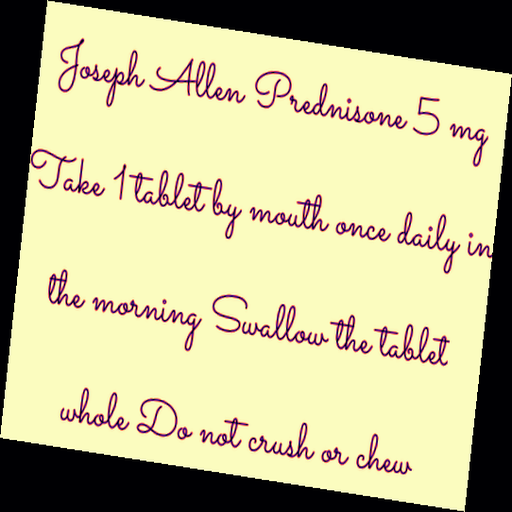 Joseph Allen Prednisone 5 mg
Take 1 tablet by mouth once daily in
the morning Swallow the tablet
whole Do not crush or chew